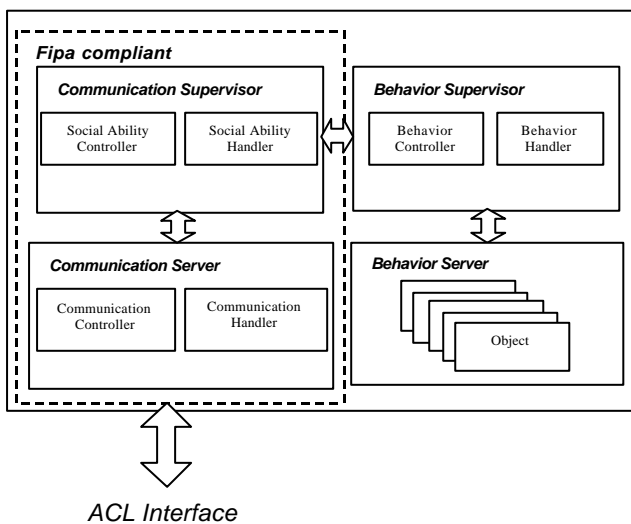 Fipa compliant
Communication Supervisor
Social Ability
Controller
Social Ability
Handler
Behavior Supervisor
Behavior
Controller
Behavior
Handler
Communication Server
Communication
Controller
Communication
Handler
Behavior Server
Object
ACL Interface